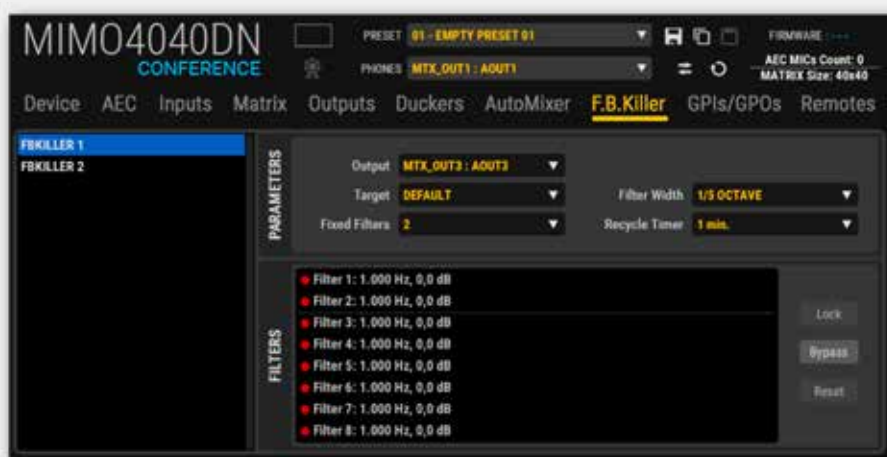 MIMO4040DN
CONFERENCE
PRESET 01 - EMPTY PRESET 01
FIRMWARE : ---
PHONES MTX_OUT1 : AOUT1
AEC MICs Count: 0
MATRIX Size: 40x40
Device AEC Inputs Matrix Outputs Duckers AutoMixer F.B.Killer GPIs/GPOs Remotes
FBKILLER 1
FBKILLER 2
PARAMETERS
Output MTX_OUT3 : AOUT3
Target DEFAULT Filter Width 1/5 OCTAVE
Fixed Filters 2 Recycle Timer 1 min.
FILTERS
Filter 1: 1.000 Hz, 0,0 dB
Filter 2: 1.000 Hz, 0,0 dB
Filter 3: 1.000 Hz, 0,0 dB
Filter 4: 1.000 Hz, 0,0 dB
Filter 5: 1.000 Hz, 0,0 dB
Filter 6: 1.000 Hz, 0,0 dB
Filter 7: 1.000 Hz, 0,0 dB
Filter 8: 1.000 Hz, 0,0 dB
Lock
Bypass
Reset